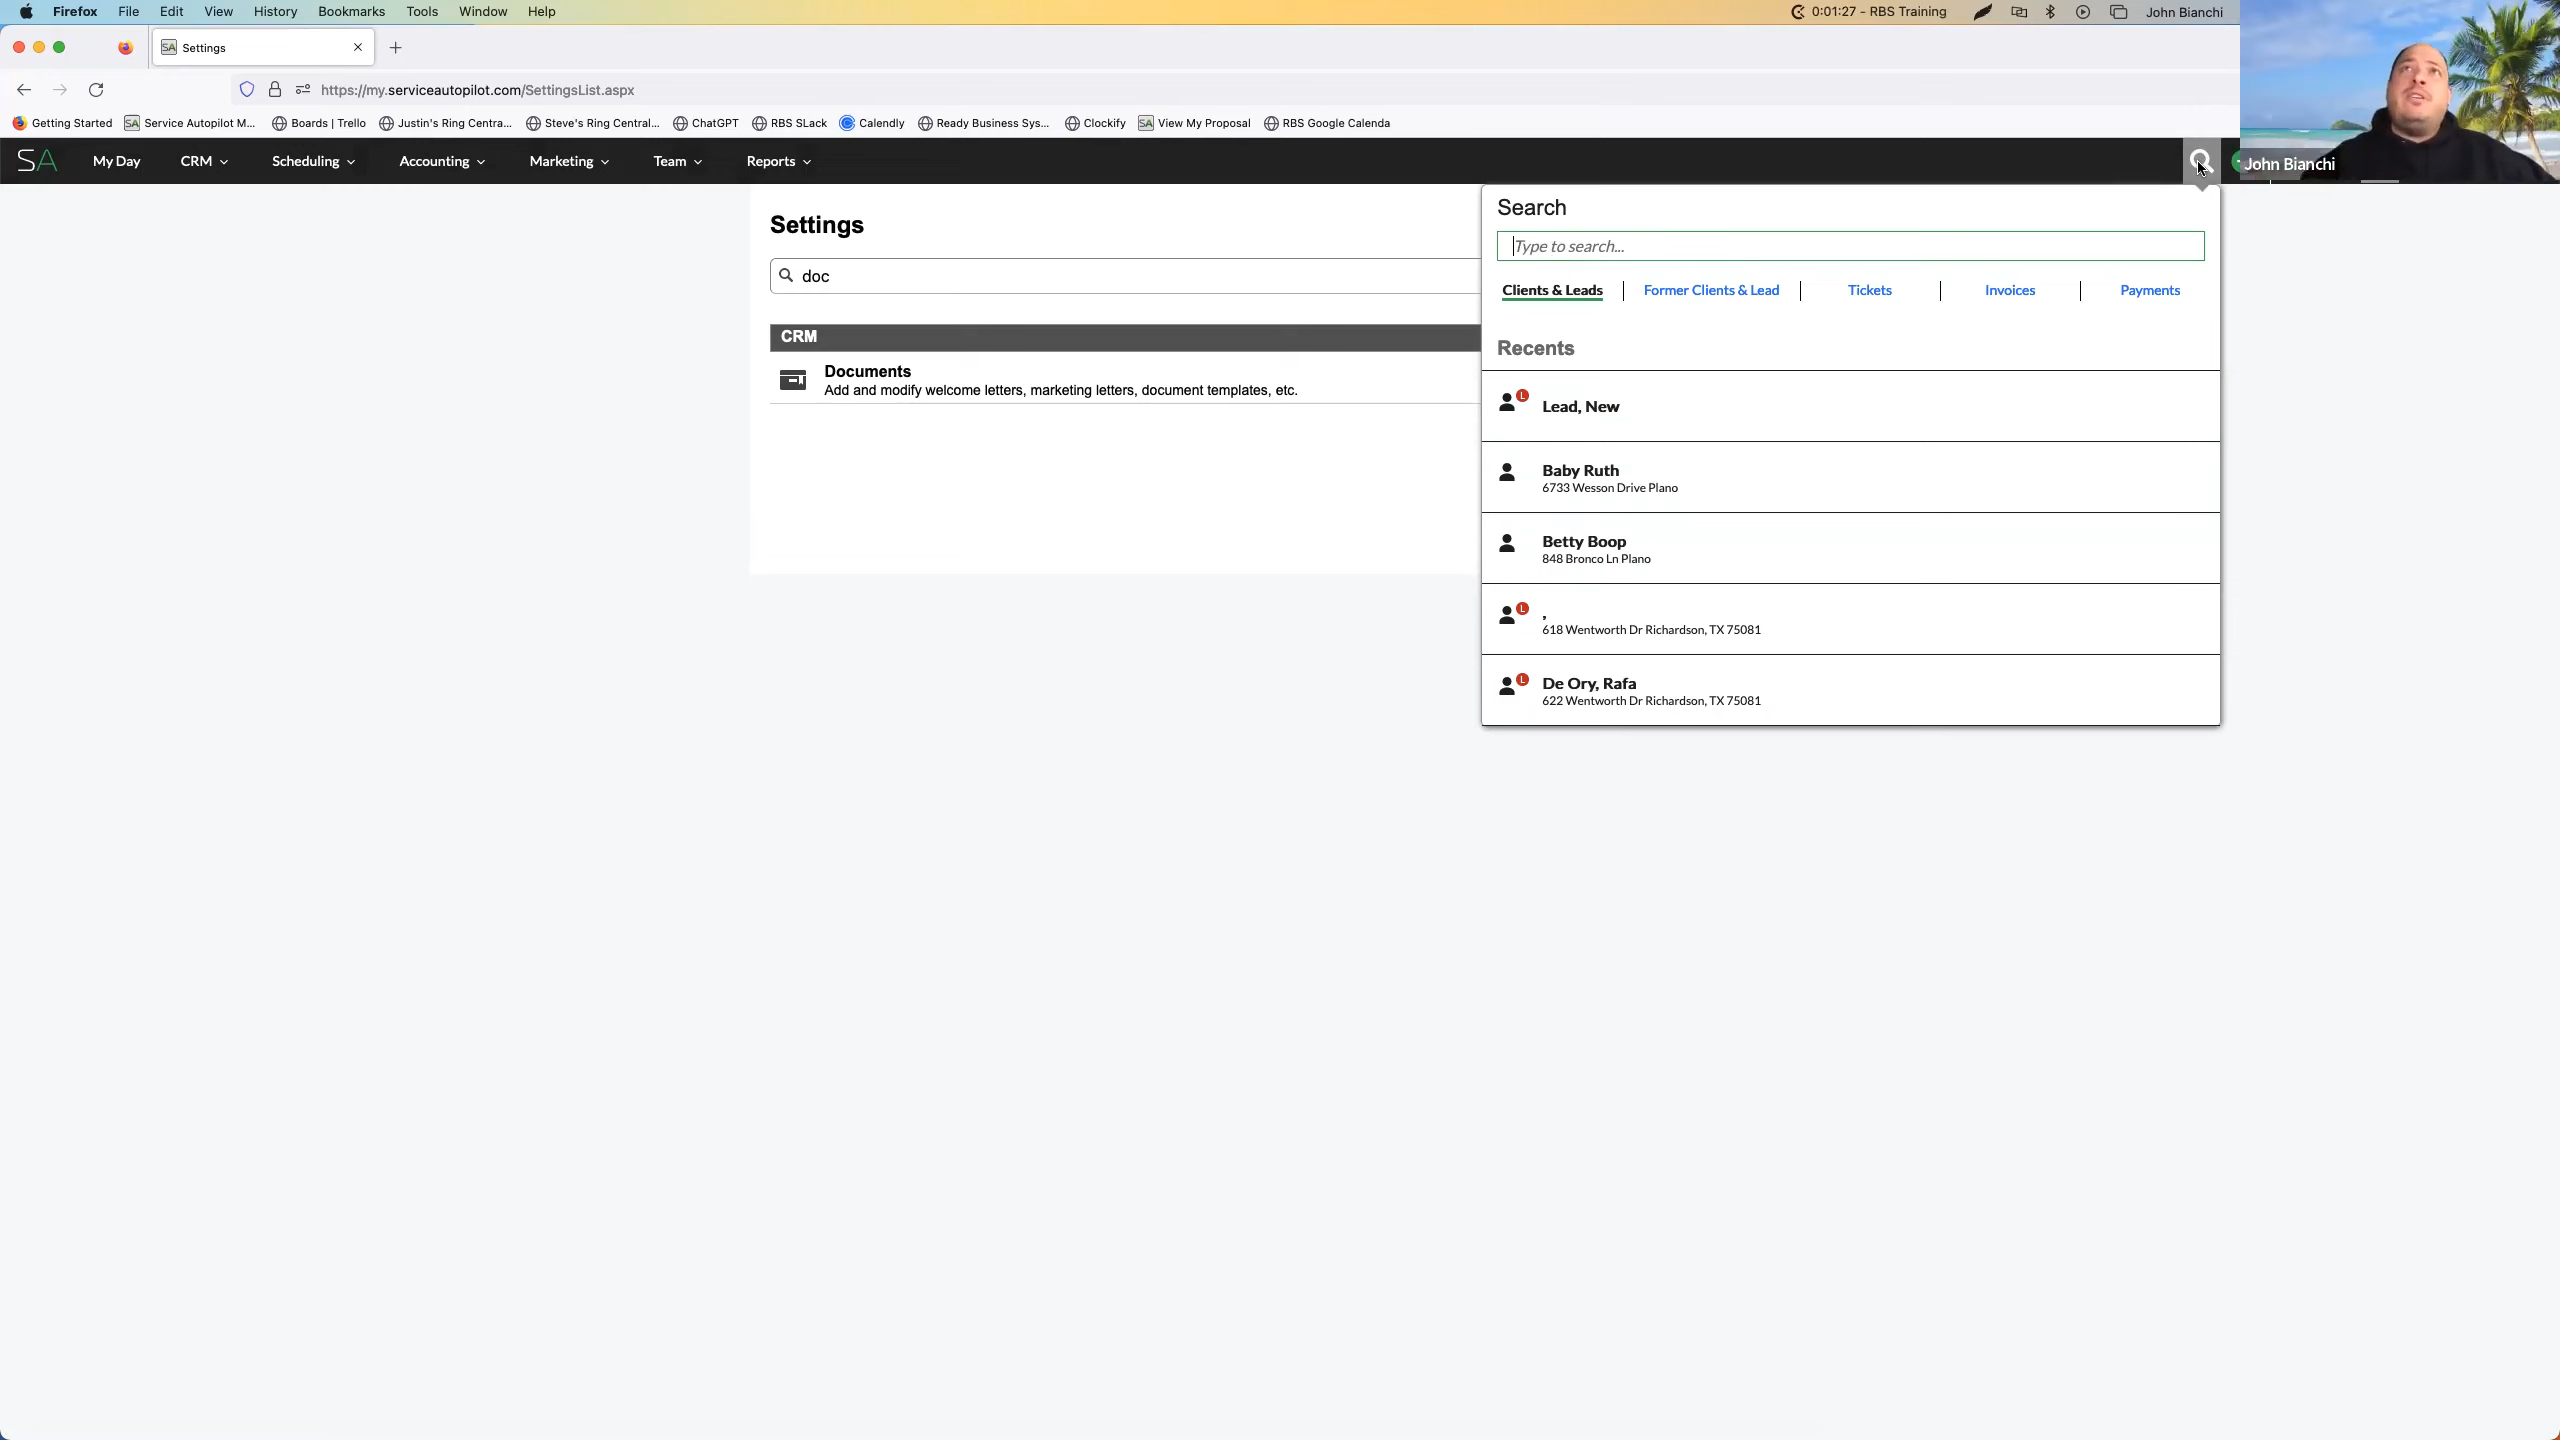 Firefox File Edit View History Bookmarks Tools Window Help 0:01:27 - RBS Training John Bianchi
SA Settings
https://my.serviceautopilot.com/SettingsList.aspx
Getting Started SA Service Autopilot M... Boards | Trello Justin's Ring Centra... Steve's Ring Central... ChatGPT RBS SLack Calendly Ready Business Sys... Clockify SA View My Proposal RBS Google Calenda
SA My Day CRM Scheduling Accounting Marketing Team Reports John Bianchi
Settings
doc
CRM
Documents
Add and modify welcome letters, marketing letters, document templates, etc.
Search
Type to search...
Clients & Leads Former Clients & Lead Tickets Invoices Payments
Recents
L Lead, New
Baby Ruth
6733 Wesson Drive Plano
Betty Boop
848 Bronco Ln Plano
L ,
618 Wentworth Dr Richardson, TX 75081
L De Ory, Rafa
622 Wentworth Dr Richardson, TX 75081